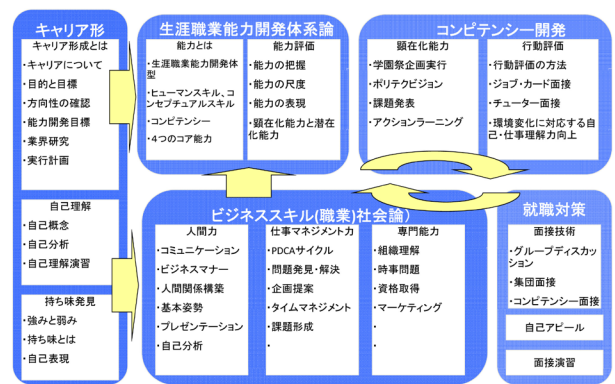 キャリア形
キャリア形成とは
・キャリアについて
・目的と目標
・方向性の確認
・能力開発目標
・業界研究
・実行計画
自己理解
・自己概念
・自己分析
・自己理解演習
持ち味発見
・強みと弱み
・持ち味とは
・自己表現
生涯職業能力開発体系論
能力とは
・生涯職業能力開発体
型
・ヒューマンスキル、コ
ンセプチュアルスキル
・コンピテンシー
・4つのコア能力
能力評価
・能力の把握
・能力の尺度
・能力の表現
・顕在化能力と潜在
化能力
コンピテンシー開発
顕在化能力
・学園祭企画実行
・ポリテクビジョン
・課題発表
・アクションラーニング
行動評価
・行動評価の方法
・ジョブ・カード面接
・チューター面接
・環境変化に対応する自
己・仕事理解力向上
ビジネススキル(職業)社会論）
人間力
・コミュニケーション
・ビジネスマナー
・人間関係構築
・基本姿勢
・プレゼンテーション
・自己分析
仕事マネジメント力
・PDCAサイクル
・問題発見・解決
・企画提案
・タイムマネジメント
・課題形成
・
専門能力
・組織理解
・時事問題
・資格取得
・マーケティング
・
・
就職対策
面接技術
・グループディスカッ
ション
・集団面接
・コンピテンシー面接
自己アピール
面接演習